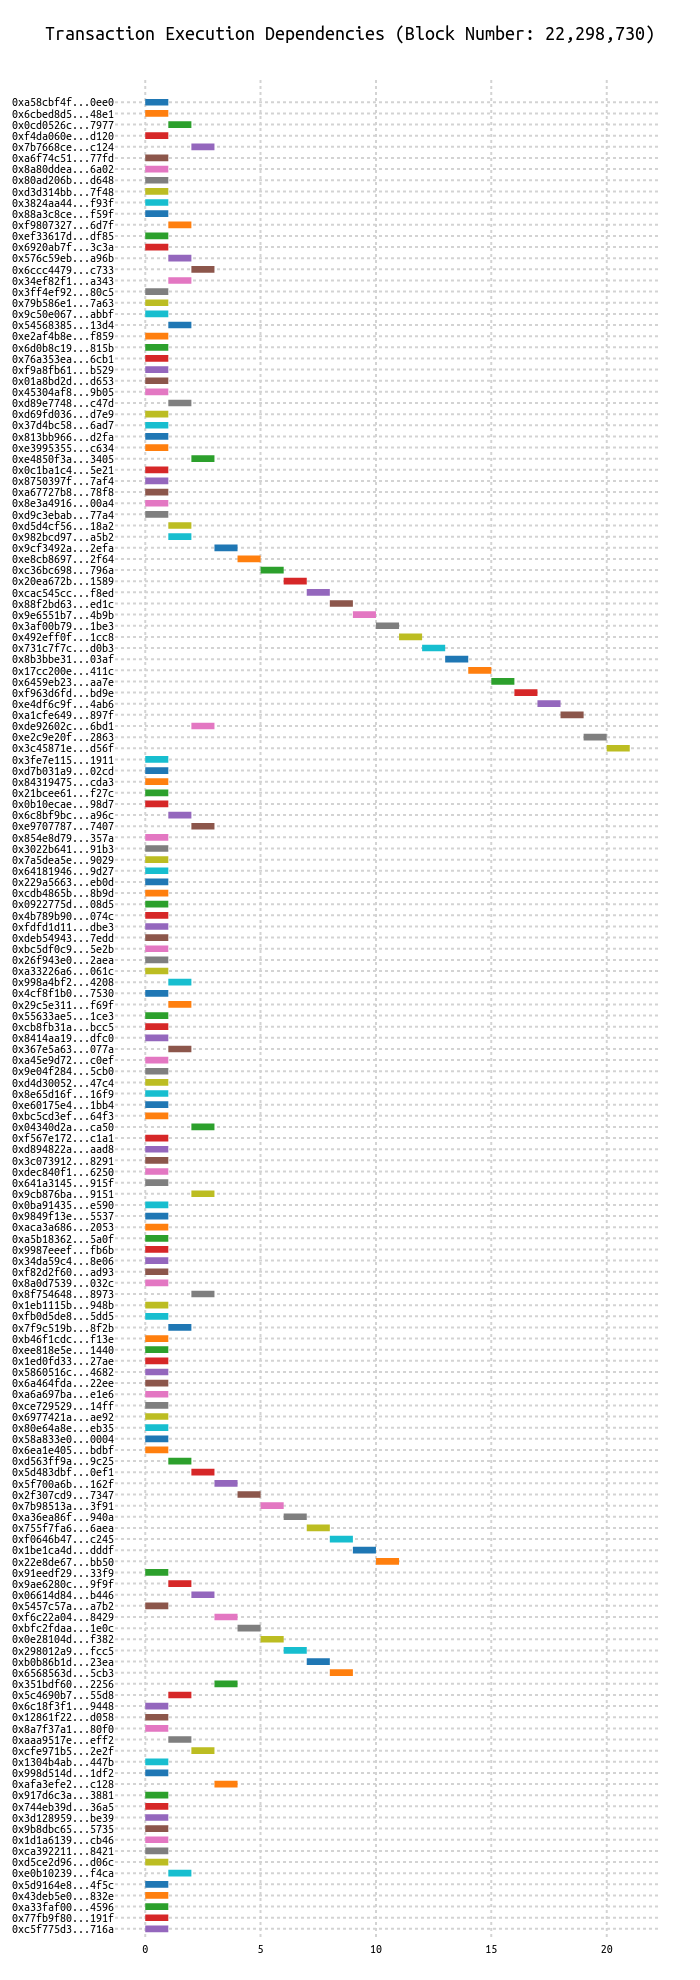 Transaction Execution Dependencies (Block Number: 22,298,730)
0xa58cbf4f...0ee0
0x6cbed8d5...48e1
0x0cd0526c...7977
0xf4da060e...d120
0x7b7668ce...c124
0xa6f74c51...77fd
0x8a80ddea...6a02
0x80ad206b...d648
0xd3d314bb...7f48
0x3824aa44...f93f
0x88a3c8ce...f59f
0xf9807327...6d7f
0xef33617d...df85
0x6920ab7f...3c3a
0x576c59eb...a96b
0x6ccc4479...c733
0x34ef82f1...a343
0x3ff4ef92...80c5
0x79b586e1...7a63
0x9c50e067...abbf
0x54568385...13d4
0xe2af4b8e...f859
0x6d0b8c19...815b
0x76a353ea...6cb1
0xf9a8fb61...b529
0x01a8bd2d...d653
0x45304af8...9b05
0xd89e7748...c47d
0xd69fd036...d7e9
0x37d4bc58...6ad7
0x813bb966...d2fa
0xe3995355...c634
0xe4850f3a...3405
0x0c1ba1c4...5e21
0x8750397f...7af4
0xa67727b8...78f8
0x8e3a4916...00a4
0xd9c3ebab...77a4
0xd5d4cf56...18a2
0x982bcd97...a5b2
0x9cf3492a...2efa
0xe8cb8697...2f64
0xc36bc698...796a
0x20ea672b...1589
0xcac545cc...f8ed
0x88f2bd63...ed1c
0x9e6551b7...4b9b
0x3af00b79...1be3
0x492eff0f...1cc8
0x731c7f7c...d0b3
0x8b3bbe31...03af
0x17cc200e...411c
0x6459eb23...aa7e
0xf963d6fd...bd9e
0xe4df6c9f...4ab6
0xa1cfe649...897f
0xde92602c...6bd1
0xe2c9e20f...2863
0x3c45871e...d56f
0x3fe7e115...1911
0xd7b031a9...02cd
0x84319475...cda3
0x21bcee61...f27c
0x0b10ecae...98d7
0x6c8bf9bc...a96c
0xe9707787...7407
0x854e8d79...357a
0x3022b641...91b3
0x7a5dea5e...9029
0x64181946...9d27
0x229a5663...eb0d
0xcdb4865b...8b9d
0x0922775d...08d5
0x4b789b90...074c
0xfdfd1d11...dbe3
0xdeb54943...7edd
0xbc5df0c9...5e2b
0x26f943e0...2aea
0xa33226a6...061c
0x998a4bf2...4208
0x4cf8f1b0...7530
0x29c5e311...f69f
0x55633ae5...1ce3
0xcb8fb31a...bcc5
0x8414aa19...dfc0
0x367e5a63...077a
0xa45e9d72...c0ef
0x9e04f284...5cb0
0xd4d30052...47c4
0x8e65d16f...16f9
0xe60175e4...1bb4
0xbc5cd3ef...64f3
0x04340d2a...ca50
0xf567e172...c1a1
0xd894822a...aad8
0x3c073912...8291
0xdec840f1...6250
0x641a3145...915f
0x9cb876ba...9151
0x0ba91435...e590
0x9849f13e...5537
0xaca3a686...2053
0xa5b18362...5a0f
0x9987eeef...fb6b
0x34da59c4...8e06
0xf82d2f60...ad93
0x8a0d7539...032c
0x8f754648...8973
0x1eb1115b...948b
0xfb0d5de8...5dd5
0x7f9c519b...8f2b
0xb46f1cdc...f13e
0xee818e5e...1440
0x1ed0fd33...27ae
0x5860516c...4682
0x6a464fda...22ee
0xa6a697ba...e1e6
0xce729529...14ff
0x6977421a...ae92
0x80e64a8e...eb35
0x58a833e0...0004
0x6ea1e405...bdbf
0xd563ff9a...9c25
0x5d483dbf...0ef1
0x5f700a6b...162f
0x2f307cd9...7347
0x7b98513a...3f91
0xa36ea86f...940a
0x755f7fa6...6aea
0xf0646b47...c245
0x1be1ca4d...dddf
0x22e8de67...bb50
0x91eedf29...33f9
0x9ae6280c...9f9f
0x06614d84...b446
0x5457c57a...a7b2
0xf6c22a04...8429
0xbfc2fdaa...1e0c
0x0e28104d...f382
0x298012a9...fcc5
0xb0b86b1d...23ea
0x6568563d...5cb3
0x351bdf60...2256
0x5c4690b7...55d8
0x6c18f3f1...9448
0x12861f22...d058
0x8a7f37a1...80f0
0xaaa9517e...eff2
0xcfe971b5...2e2f
0x1304b4ab...447b
0x998d514d...1df2
0xafa3efe2...c128
0x917d6c3a...3881
0x744eb39d...36a5
0x3d128959...be39
0x9b8dbc65...5735
0x1d1a6139...cb46
0xca392211...8421
0xd5ce2d96...d06c
0xe0b10239...f4ca
0x5d9164e8...4f5c
0x43deb5e0...832e
0xa33faf00...4596
0x77fb9f80...191f
0xc5f775d3...716a
0 5 10 15 20